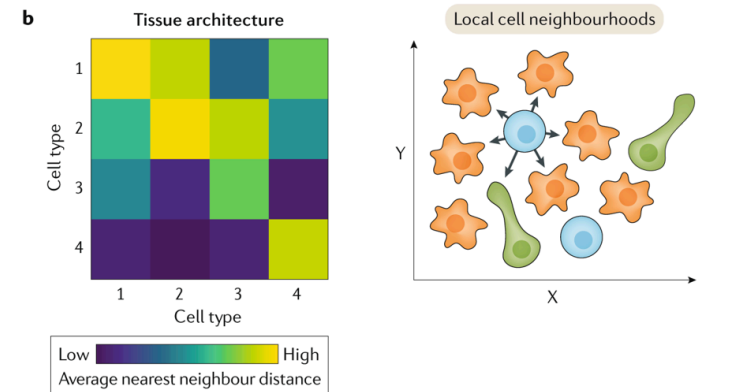 b
Tissue architecture
Cell type
1
2
3
4
1 2 3 4
Cell type
Low High
Average nearest neighbour distance
Local cell neighbourhoods
Y
X